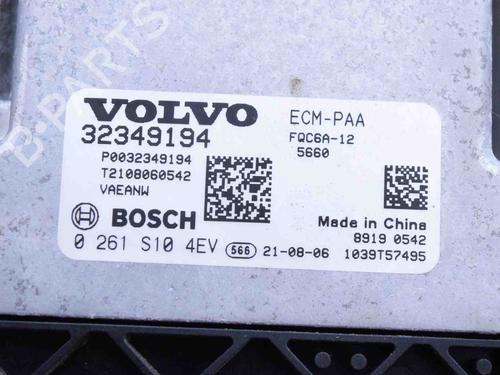 B-PARTS
VOLVO
32349194
P0032349194
T2108060542
VAEANW
BOSCH
0 261 S10 4EV 566 21-08-06
ECM-PAA
FQC6A-12
5660
Made in China
8919 0542
1039T57495